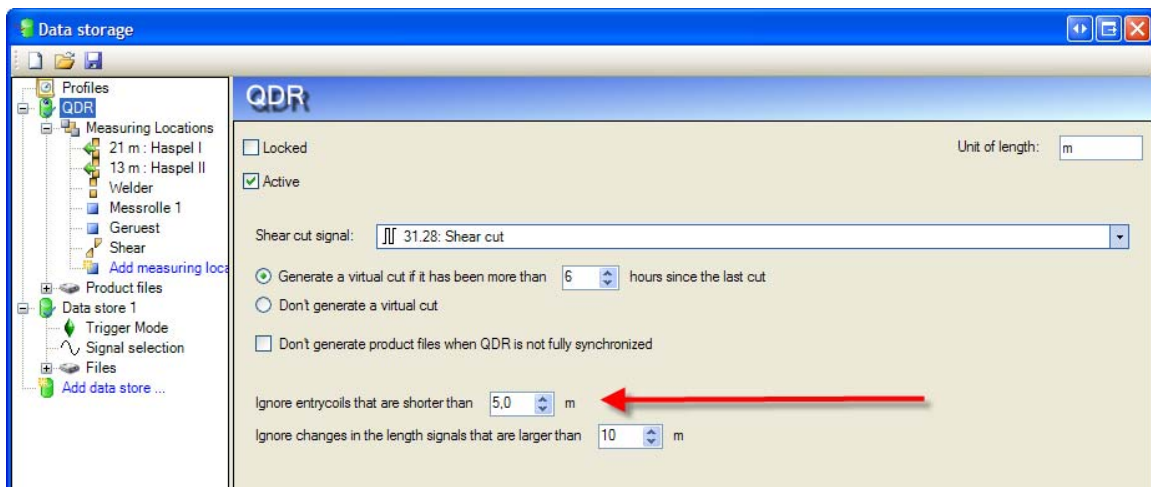 Data storage
Profiles
QDR
Measuring Locations
21 m : Haspel I
13 m : Haspel II
Welder
Messrolle 1
Geruest
Shear
Add measuring loca
Product files
Data store 1
Trigger Mode
Signal selection
Files
Add data store ...
QDR
Locked
Unit of length: m
Active
Shear cut signal: 31.28: Shear cut
Generate a virtual cut if it has been more than 6 hours since the last cut
Don't generate a virtual cut
Don't generate product files when QDR is not fully synchronized
Ignore entrycoils that are shorter than 5,0 m
Ignore changes in the length signals that are larger than 10 m